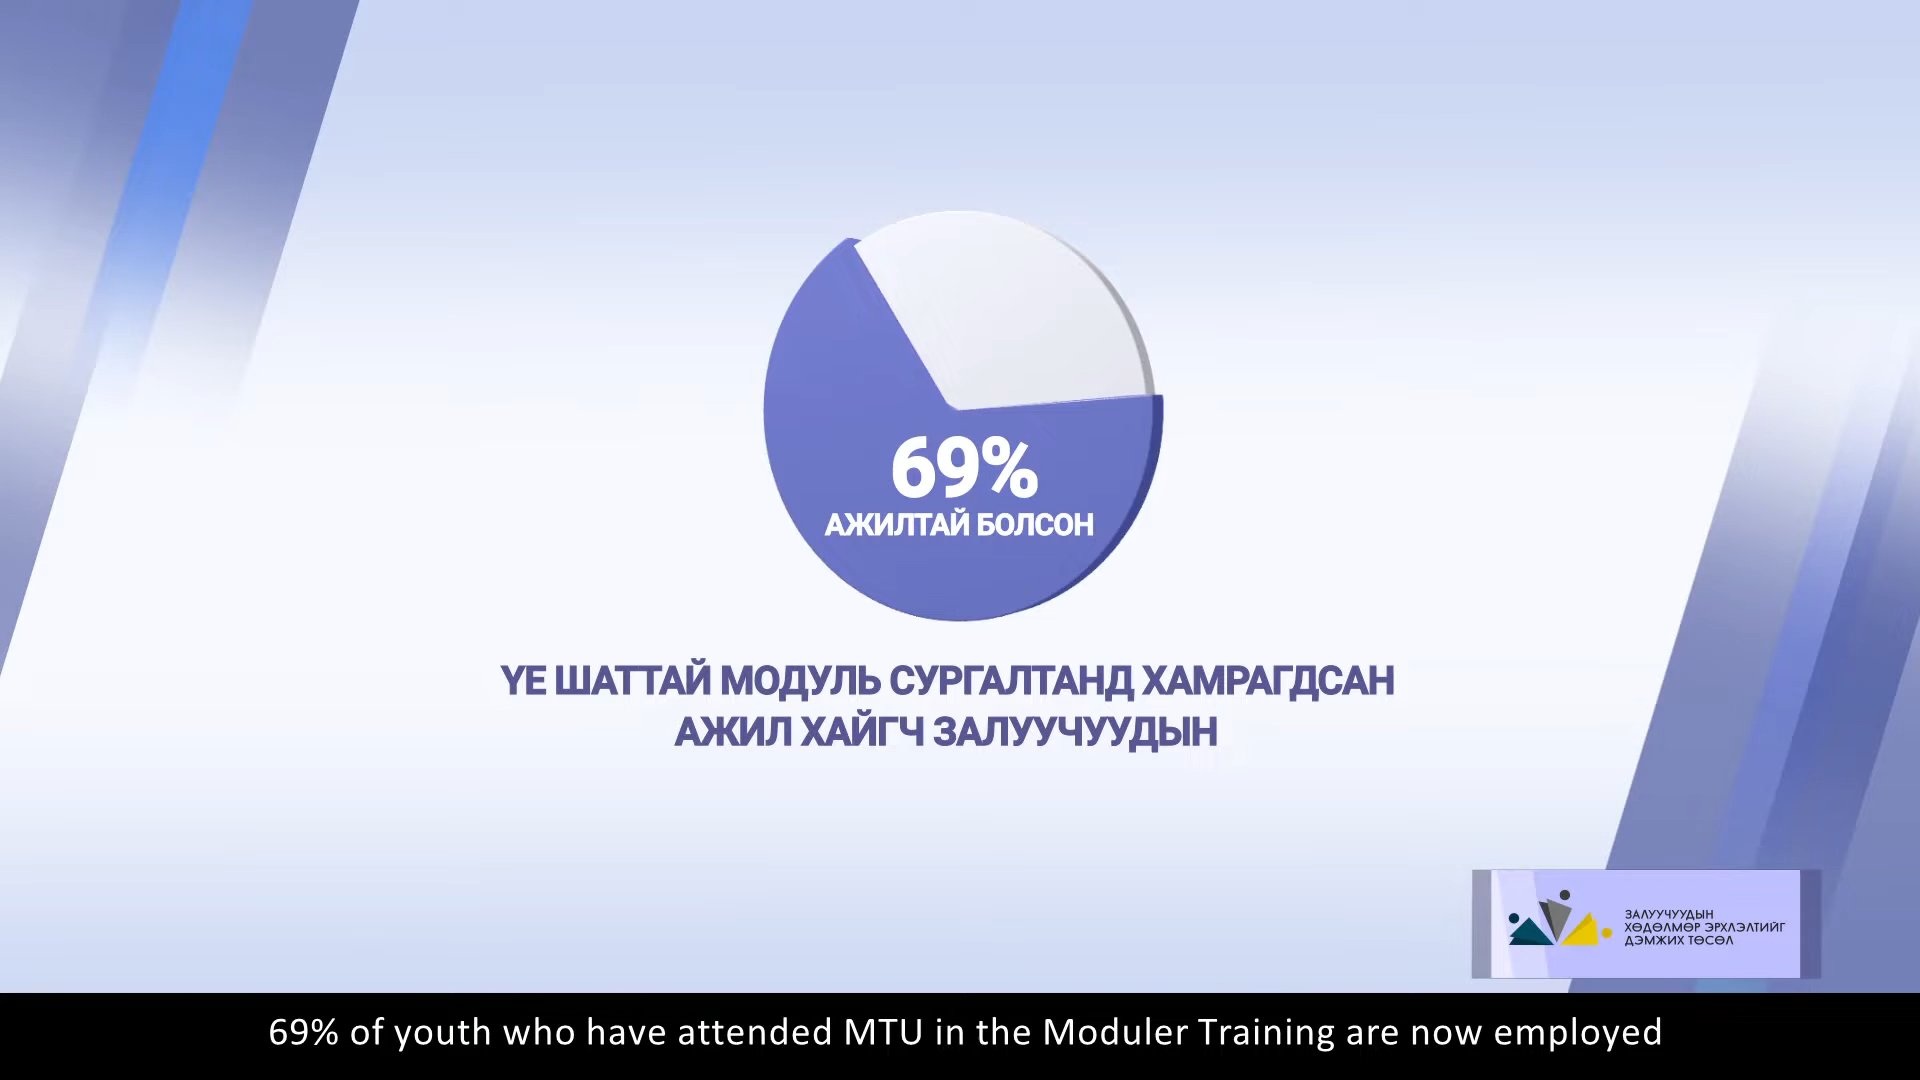 69%
АЖИЛТАЙ БОЛСОН
ҮЕ ШАТТАЙ МОДУЛЬ СУРГАЛТАНД ХАМРАГДСАН
АЖИЛ ХАЙГЧ ЗАЛУУЧУУДЫН
ЗАЛУУЧУУДЫН
ХӨДӨЛМӨР ЭРХЛЭЛТИЙГ
ДЭМЖИХ ТӨСӨЛ
69% of youth who have attended MTU in the Moduler Training are now employed